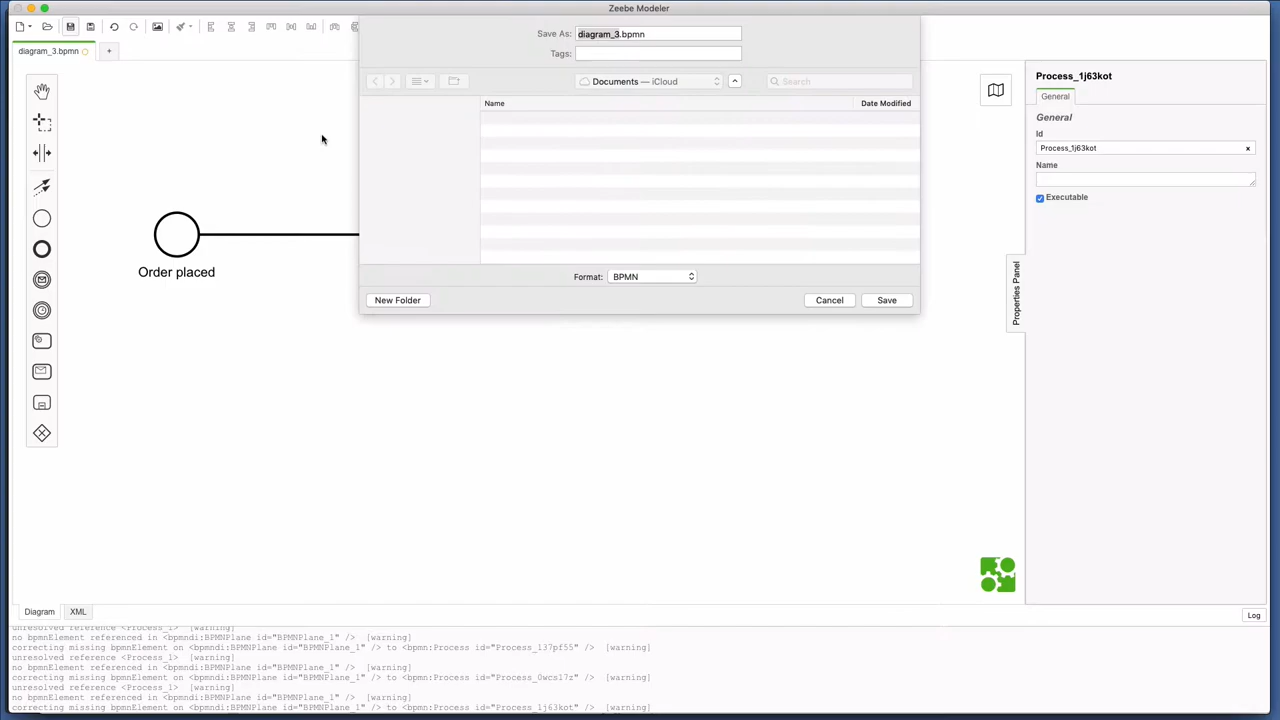 Zeebe Modeler
Save As: diagram_3.bpmn
Tags:
diagram_3.bpmn
+
Documents — iCloud
Search
Name
Date Modified
Format: BPMN
New Folder
Cancel
Save
Order placed
Process_1j63kot
General
General
Id
Process_1j63kot
Name
Executable
Properties Panel
Diagram
XML
Log
unresolved reference <Process_1> [warning]
no bpmnElement referenced in <bpmndi:BPMNPlane id="BPMNPlane_1" /> [warning]
correcting missing bpmnElement on <bpmndi:BPMNPlane id="BPMNPlane_1" /> to <bpmn:Process id="Process_137pf55" /> [warning]
unresolved reference <Process_1> [warning]
no bpmnElement referenced in <bpmndi:BPMNPlane id="BPMNPlane_1" /> [warning]
correcting missing bpmnElement on <bpmndi:BPMNPlane id="BPMNPlane_1" /> to <bpmn:Process id="Process_0wcs17z" /> [warning]
unresolved reference <Process_1> [warning]
no bpmnElement referenced in <bpmndi:BPMNPlane id="BPMNPlane_1" /> [warning]
correcting missing bpmnElement on <bpmndi:BPMNPlane id="BPMNPlane_1" /> to <bpmn:Process id="Process_1j63kot" /> [warning]